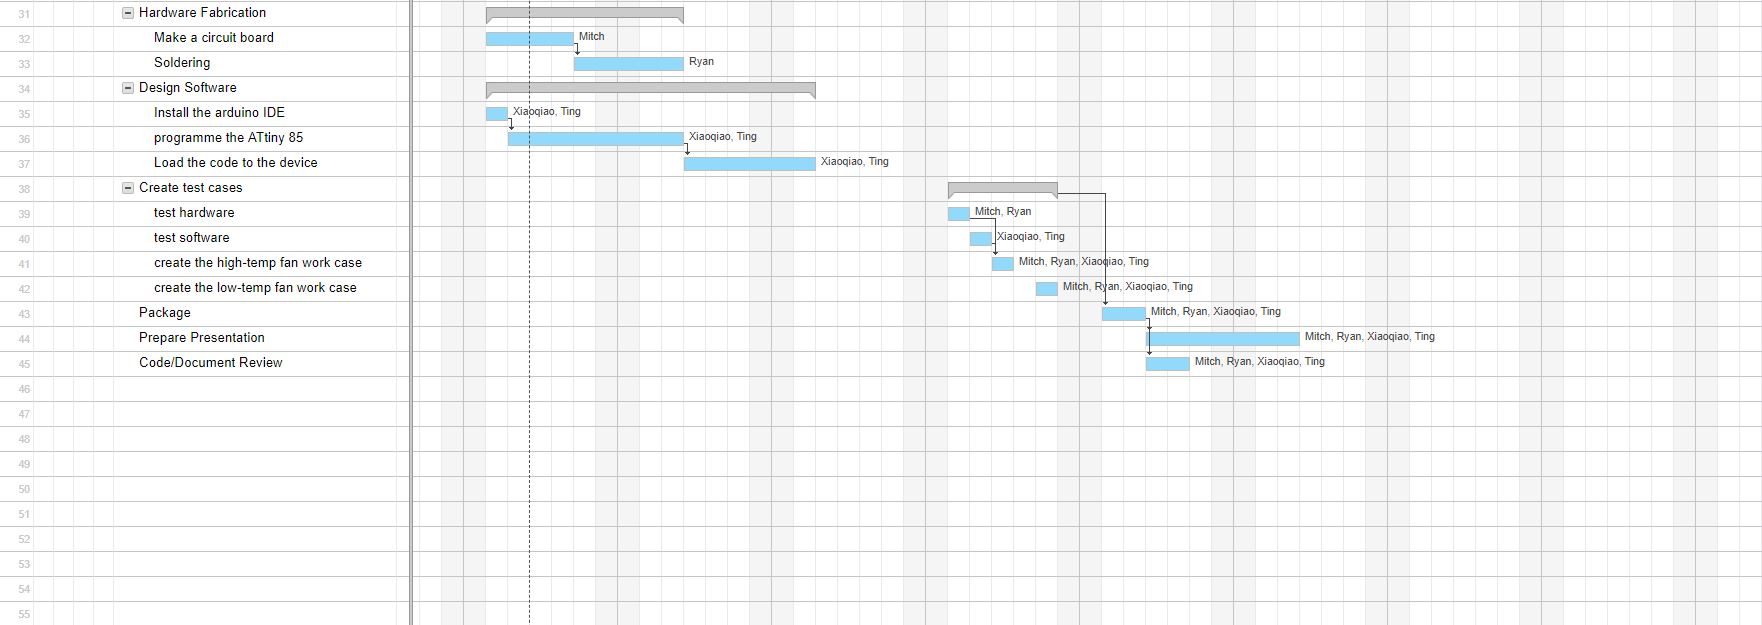 31 Hardware Fabrication
32 Make a circuit board Mitch
33 Soldering Ryan
34 Design Software
35 Install the arduino IDE Xiaoqiao, Ting
36 programme the ATtiny 85 Xiaoqiao, Ting
37 Load the code to the device Xiaoqiao, Ting
38 Create test cases
39 test hardware Mitch, Ryan
40 test software Xiaoqiao, Ting
41 create the high-temp fan work case Mitch, Ryan, Xiaoqiao, Ting
42 create the low-temp fan work case Mitch, Ryan, Xiaoqiao, Ting
43 Package Mitch, Ryan, Xiaoqiao, Ting
44 Prepare Presentation Mitch, Ryan, Xiaoqiao, Ting
45 Code/Document Review Mitch, Ryan, Xiaoqiao, Ting
46
47
48
49
50
51
52
53
54
55